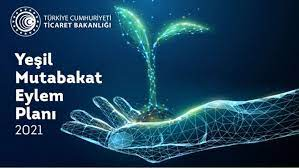 TÜRKİYE CUMHURİYETİ
TİCARET BAKANLIĞI
Yeşil
Mutabakat
Eylem
Planı
2021